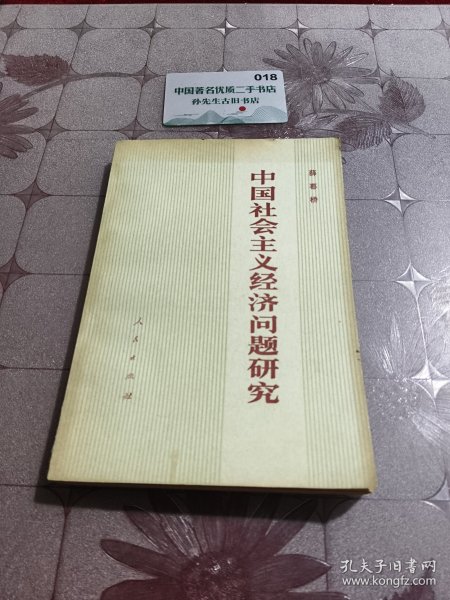 018
中国著名优质二手书店
孙先生古旧书店
薛暮桥
中国社会主义经济问题研究
人民出版社
孔夫子旧书网
www.kongfz.com